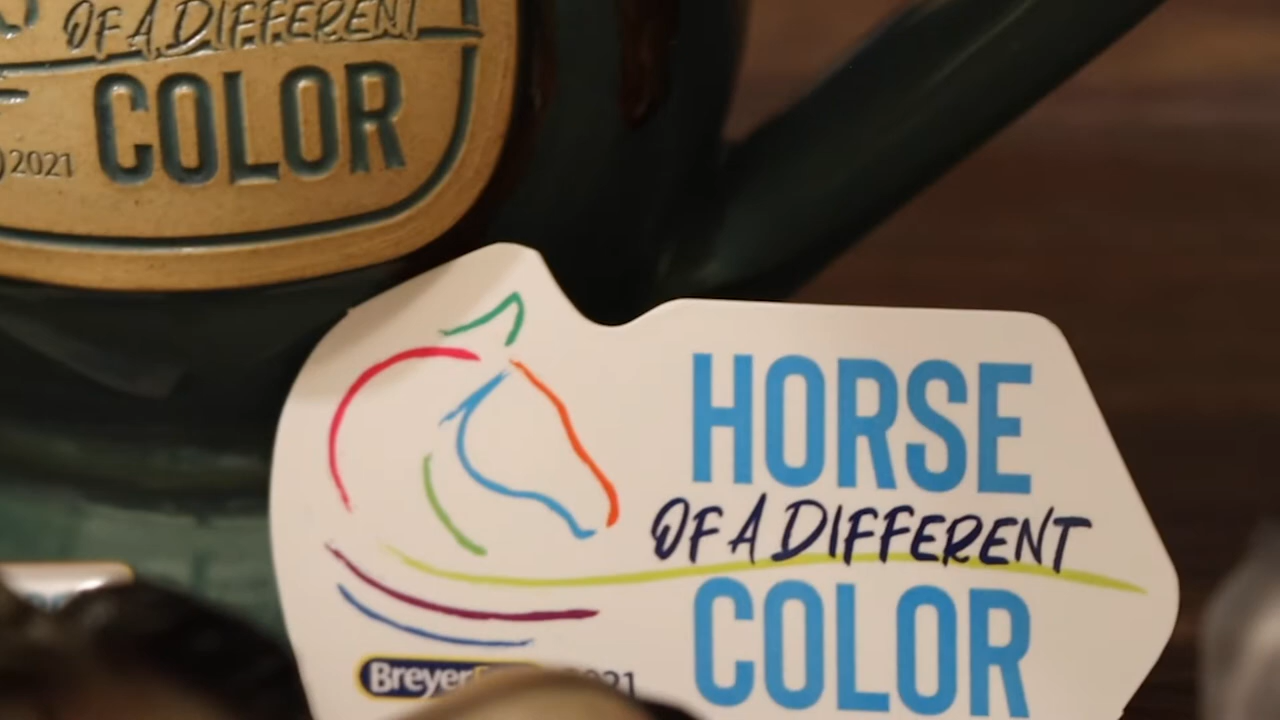 OF A DIFFERENT
COLOR
2021
HORSE
OF A DIFFERENT
COLOR
Breyer